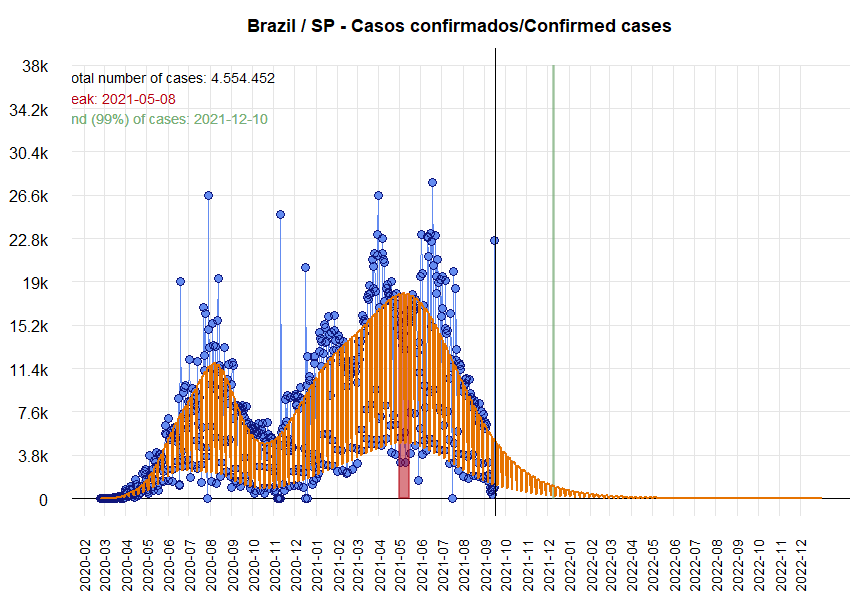 Brazil / SP - Casos confirmados/Confirmed cases
38k
otal number of cases: 4.554.452
eak: 2021-05-08
34.2k
nd (99%) of cases: 2021-12-10
30.4k
26.6k
22.8k
19k
15.2k
11.4k
7.6k
3.8k
0
2020-02
2020-03
2020-04
2020-05
2020-06
2020-07
2020-08
2020-09
2020-10
2020-11
2020-12
2021-01
2021-02
2021-03
2021-04
2021-05
2021-06
2021-07
2021-08
2021-09
2021-10
2021-11
2021-12
2022-01
2022-02
2022-03
2022-04
2022-05
2022-06
2022-07
2022-08
2022-09
2022-10
2022-11
2022-12